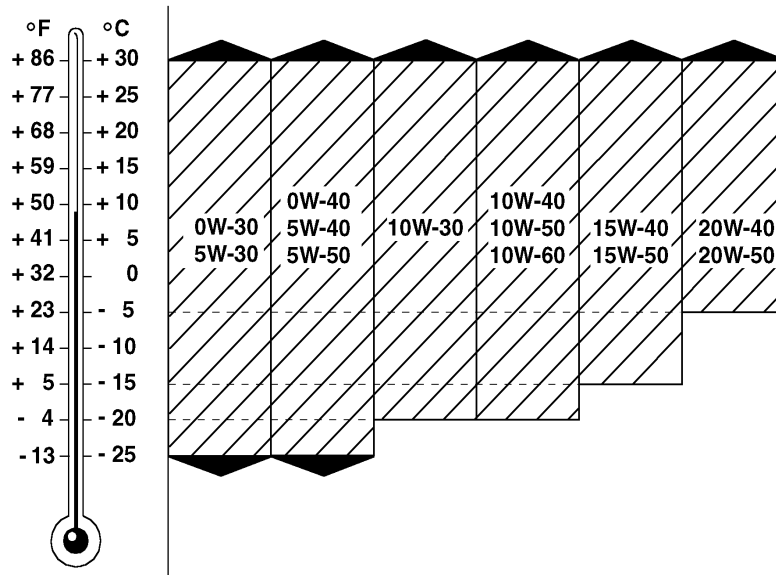 °F °C
+ 86 + 30
+ 77 + 25
+ 68 + 20
+ 59 + 15
+ 50 + 10
+ 41 + 5
+ 32 0
+ 23 - 5
+ 14 - 10
+ 5 - 15
- 4 - 20
- 13 - 25
0W-30
5W-30
0W-40
5W-40
5W-50
10W-30
10W-40
10W-50
10W-60
15W-40
15W-50
20W-40
20W-50